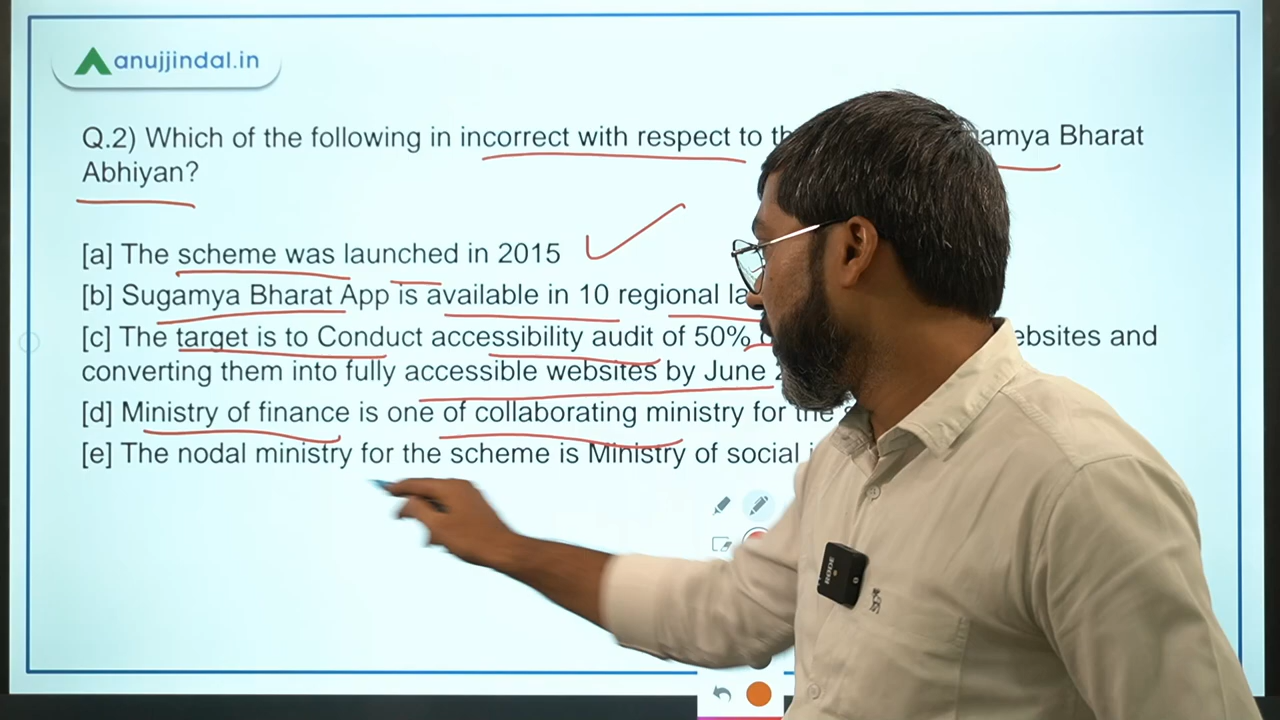 anujjindal.in
Q.2) Which of the following in incorrect with respect to amya Bharat
Abhiyan?
[a] The scheme was launched in 2015
[b] Sugamya Bharat App is available in 10 regional
[c] The target is to Conduct accessibility audit of 50% ebsites and
converting them into fully accessible websites by June
[d] Ministry of finance is one of collaborating ministry for the
[e] The nodal ministry for the scheme is Ministry of social
RODE